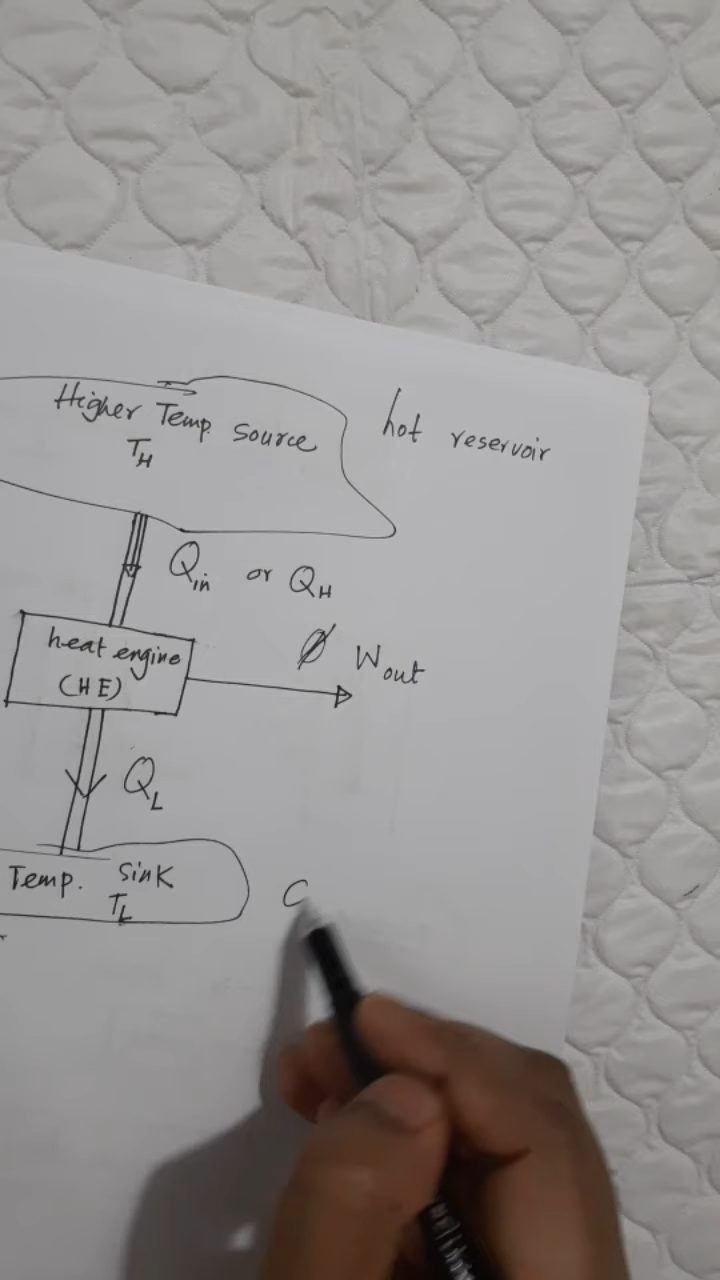 Higher Temp. Source
T_H
hot reservoir
Q_in or Q_H
heat engine
(HE)
W_out
Q_L
Temp. Sink
T_L
C